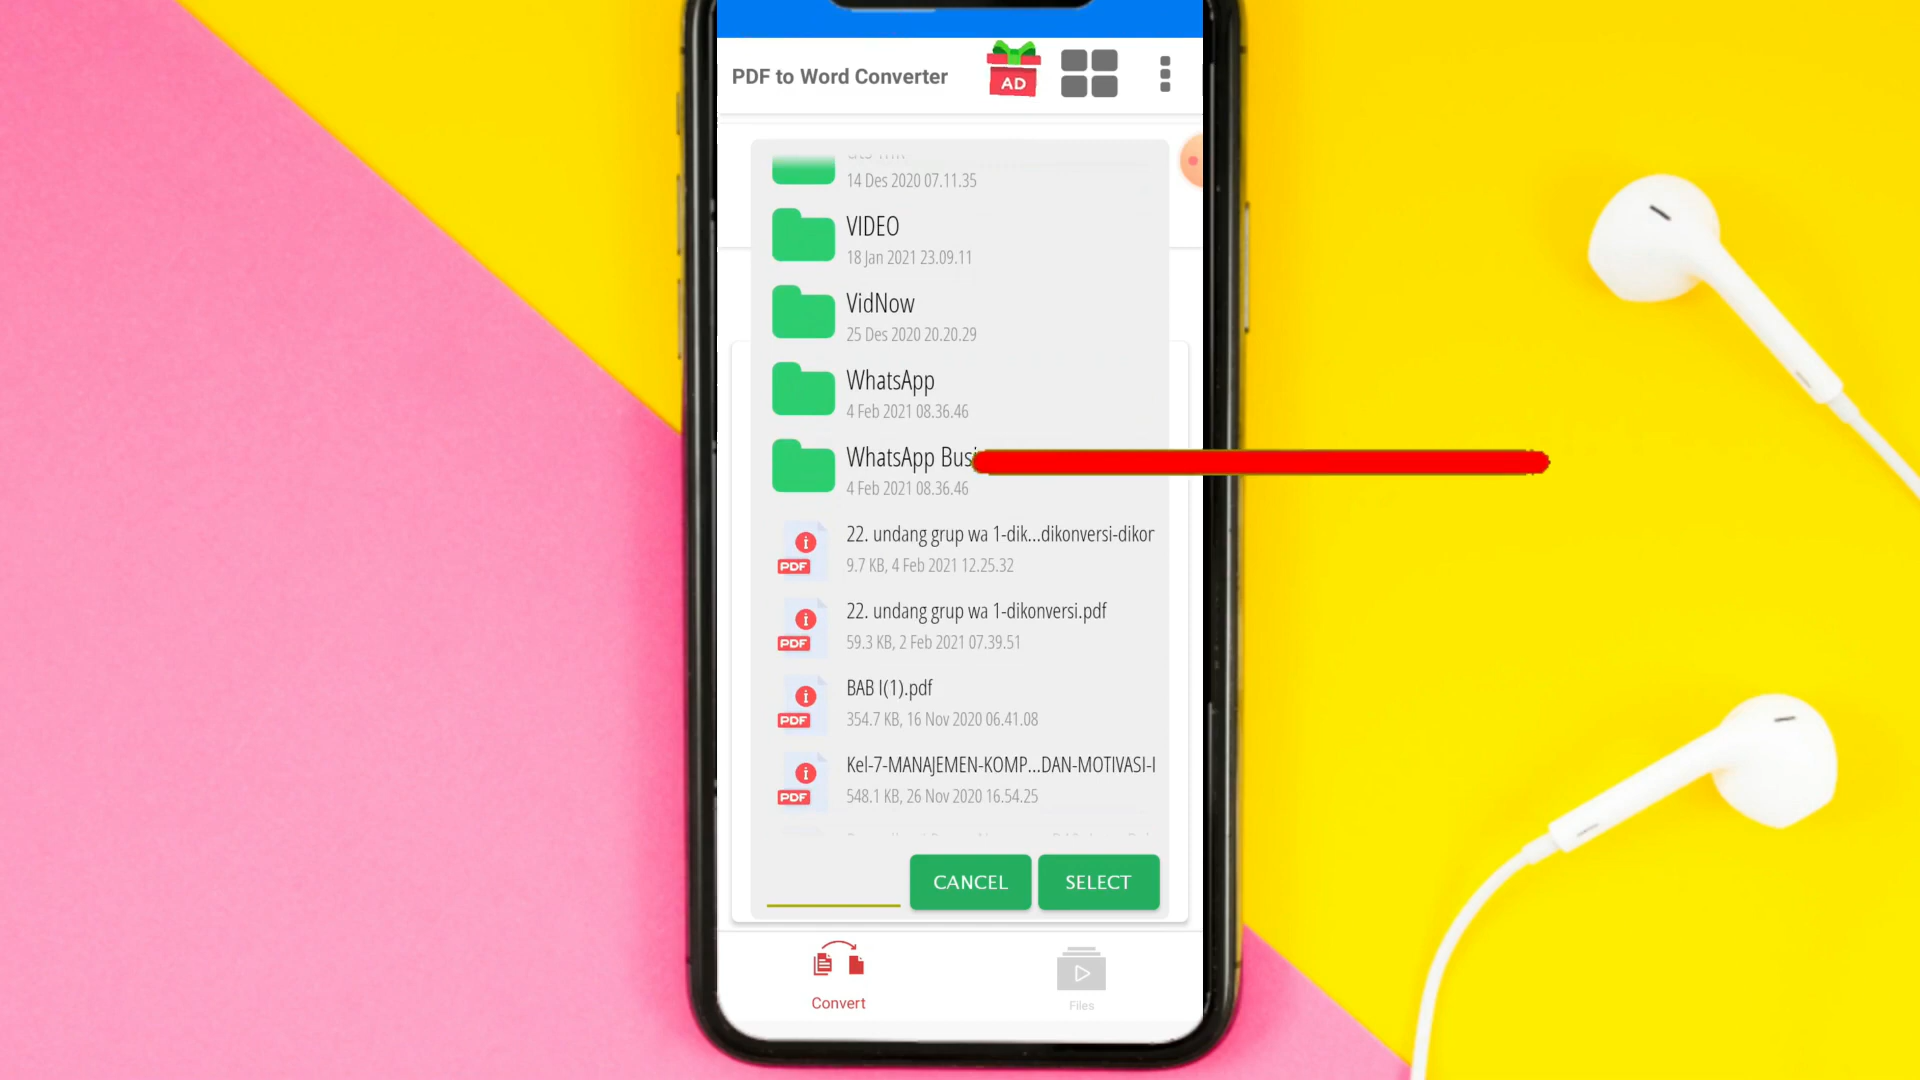 PDF to Word Converter
AD
14 Des 2020 07.11.35
VIDEO
18 Jan 2021 23.09.11
VidNow
25 Des 2020 20.20.29
WhatsApp
4 Feb 2021 08.36.46
WhatsApp Busi
4 Feb 2021 08.36.46
22. undang grup wa 1-dik...dikonversi-dikor
PDF
9.7 KB, 4 Feb 2021 12.25.32
22. undang grup wa 1-dikonversi.pdf
PDF
59.3 KB, 2 Feb 2021 07.39.51
BAB I(1).pdf
PDF
354.7 KB, 16 Nov 2020 06.41.08
Kel-7-MANAJEMEN-KOMP...DAN-MOTIVASI-I
PDF
548.1 KB, 26 Nov 2020 16.54.25
CANCEL
SELECT
Convert
Files